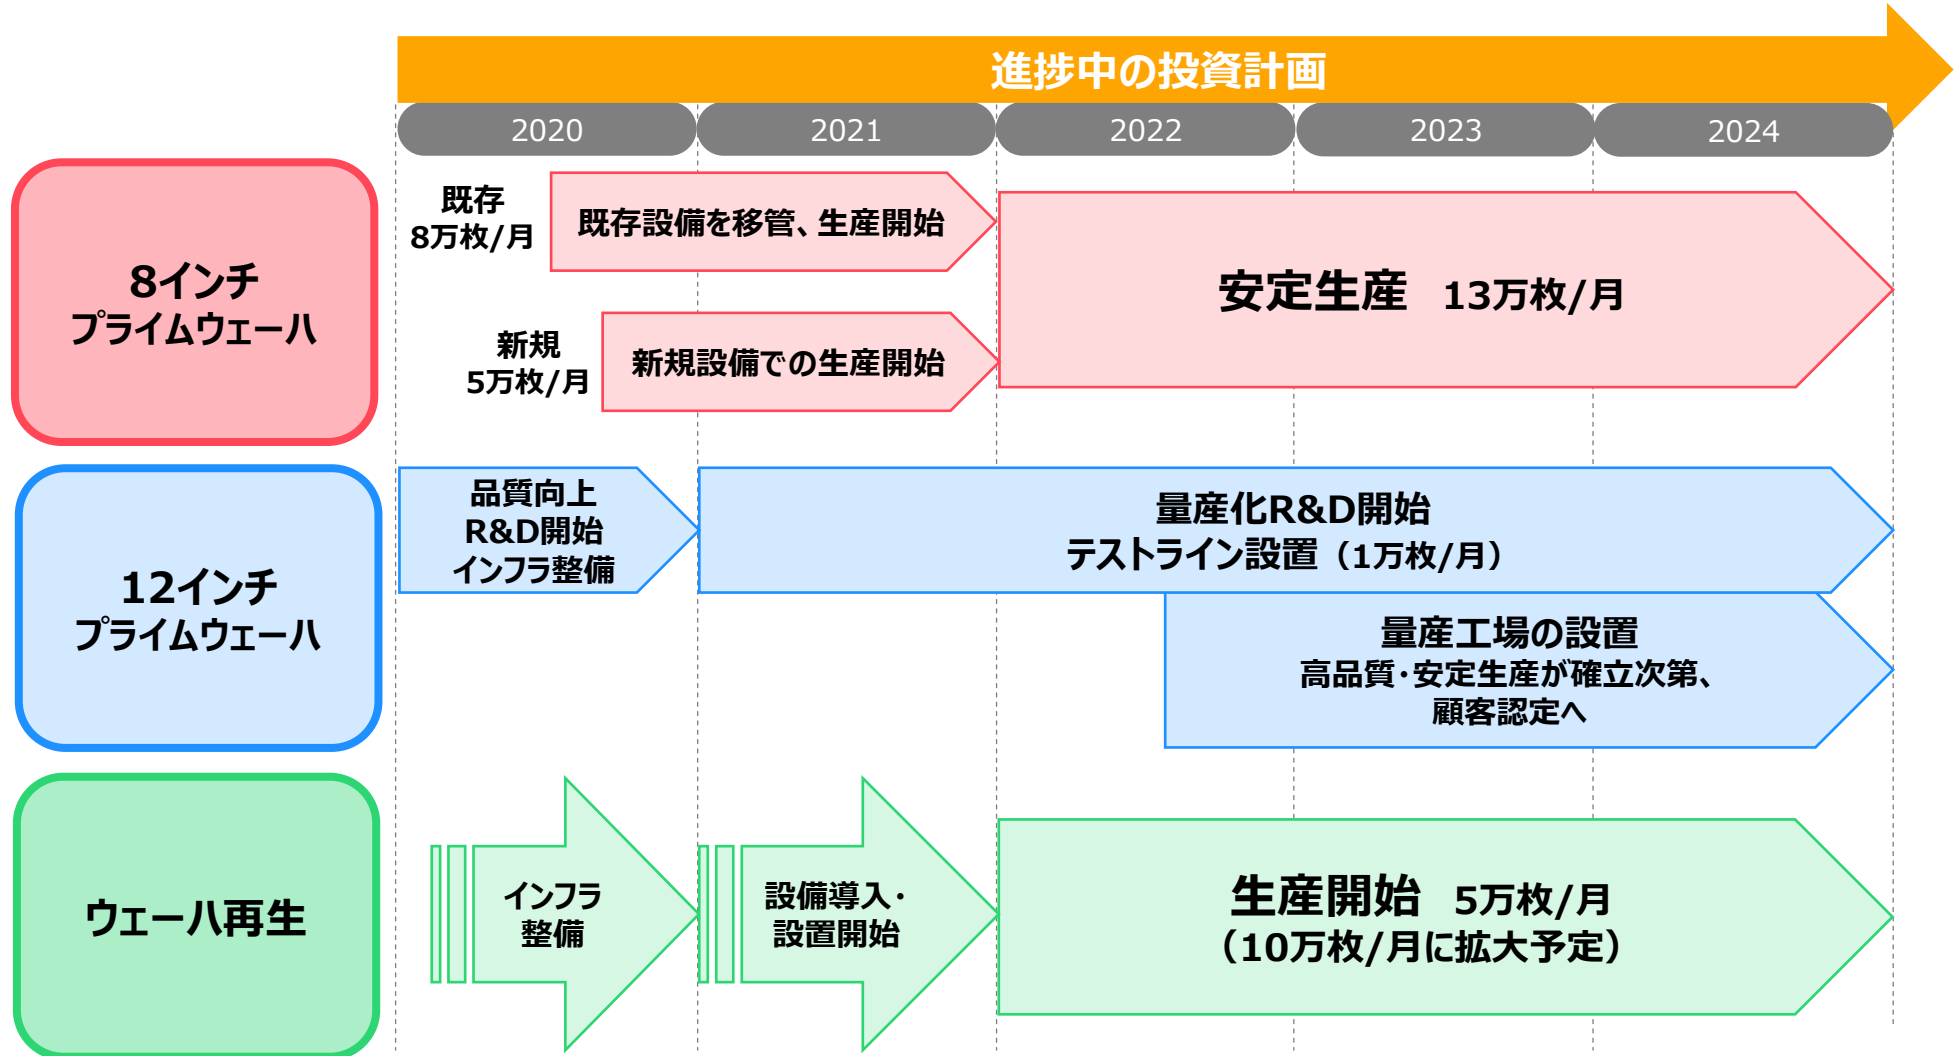 進捗中の投資計画
2020
2021
2022
2023
2024
8インチ
プライムウェーハ
既存
8万枚/月
既存設備を移管、生産開始
新規
5万枚/月
新規設備での生産開始
安定生産 13万枚/月
12インチ
プライムウェーハ
品質向上
R&D開始
インフラ整備
量産化R&D開始
テストライン設置（1万枚/月）
量産工場の設置
高品質・安定生産が確立次第、
顧客認定へ
ウェーハ再生
インフラ
整備
設備導入・
設置開始
生産開始 5万枚/月
（10万枚/月に拡大予定）